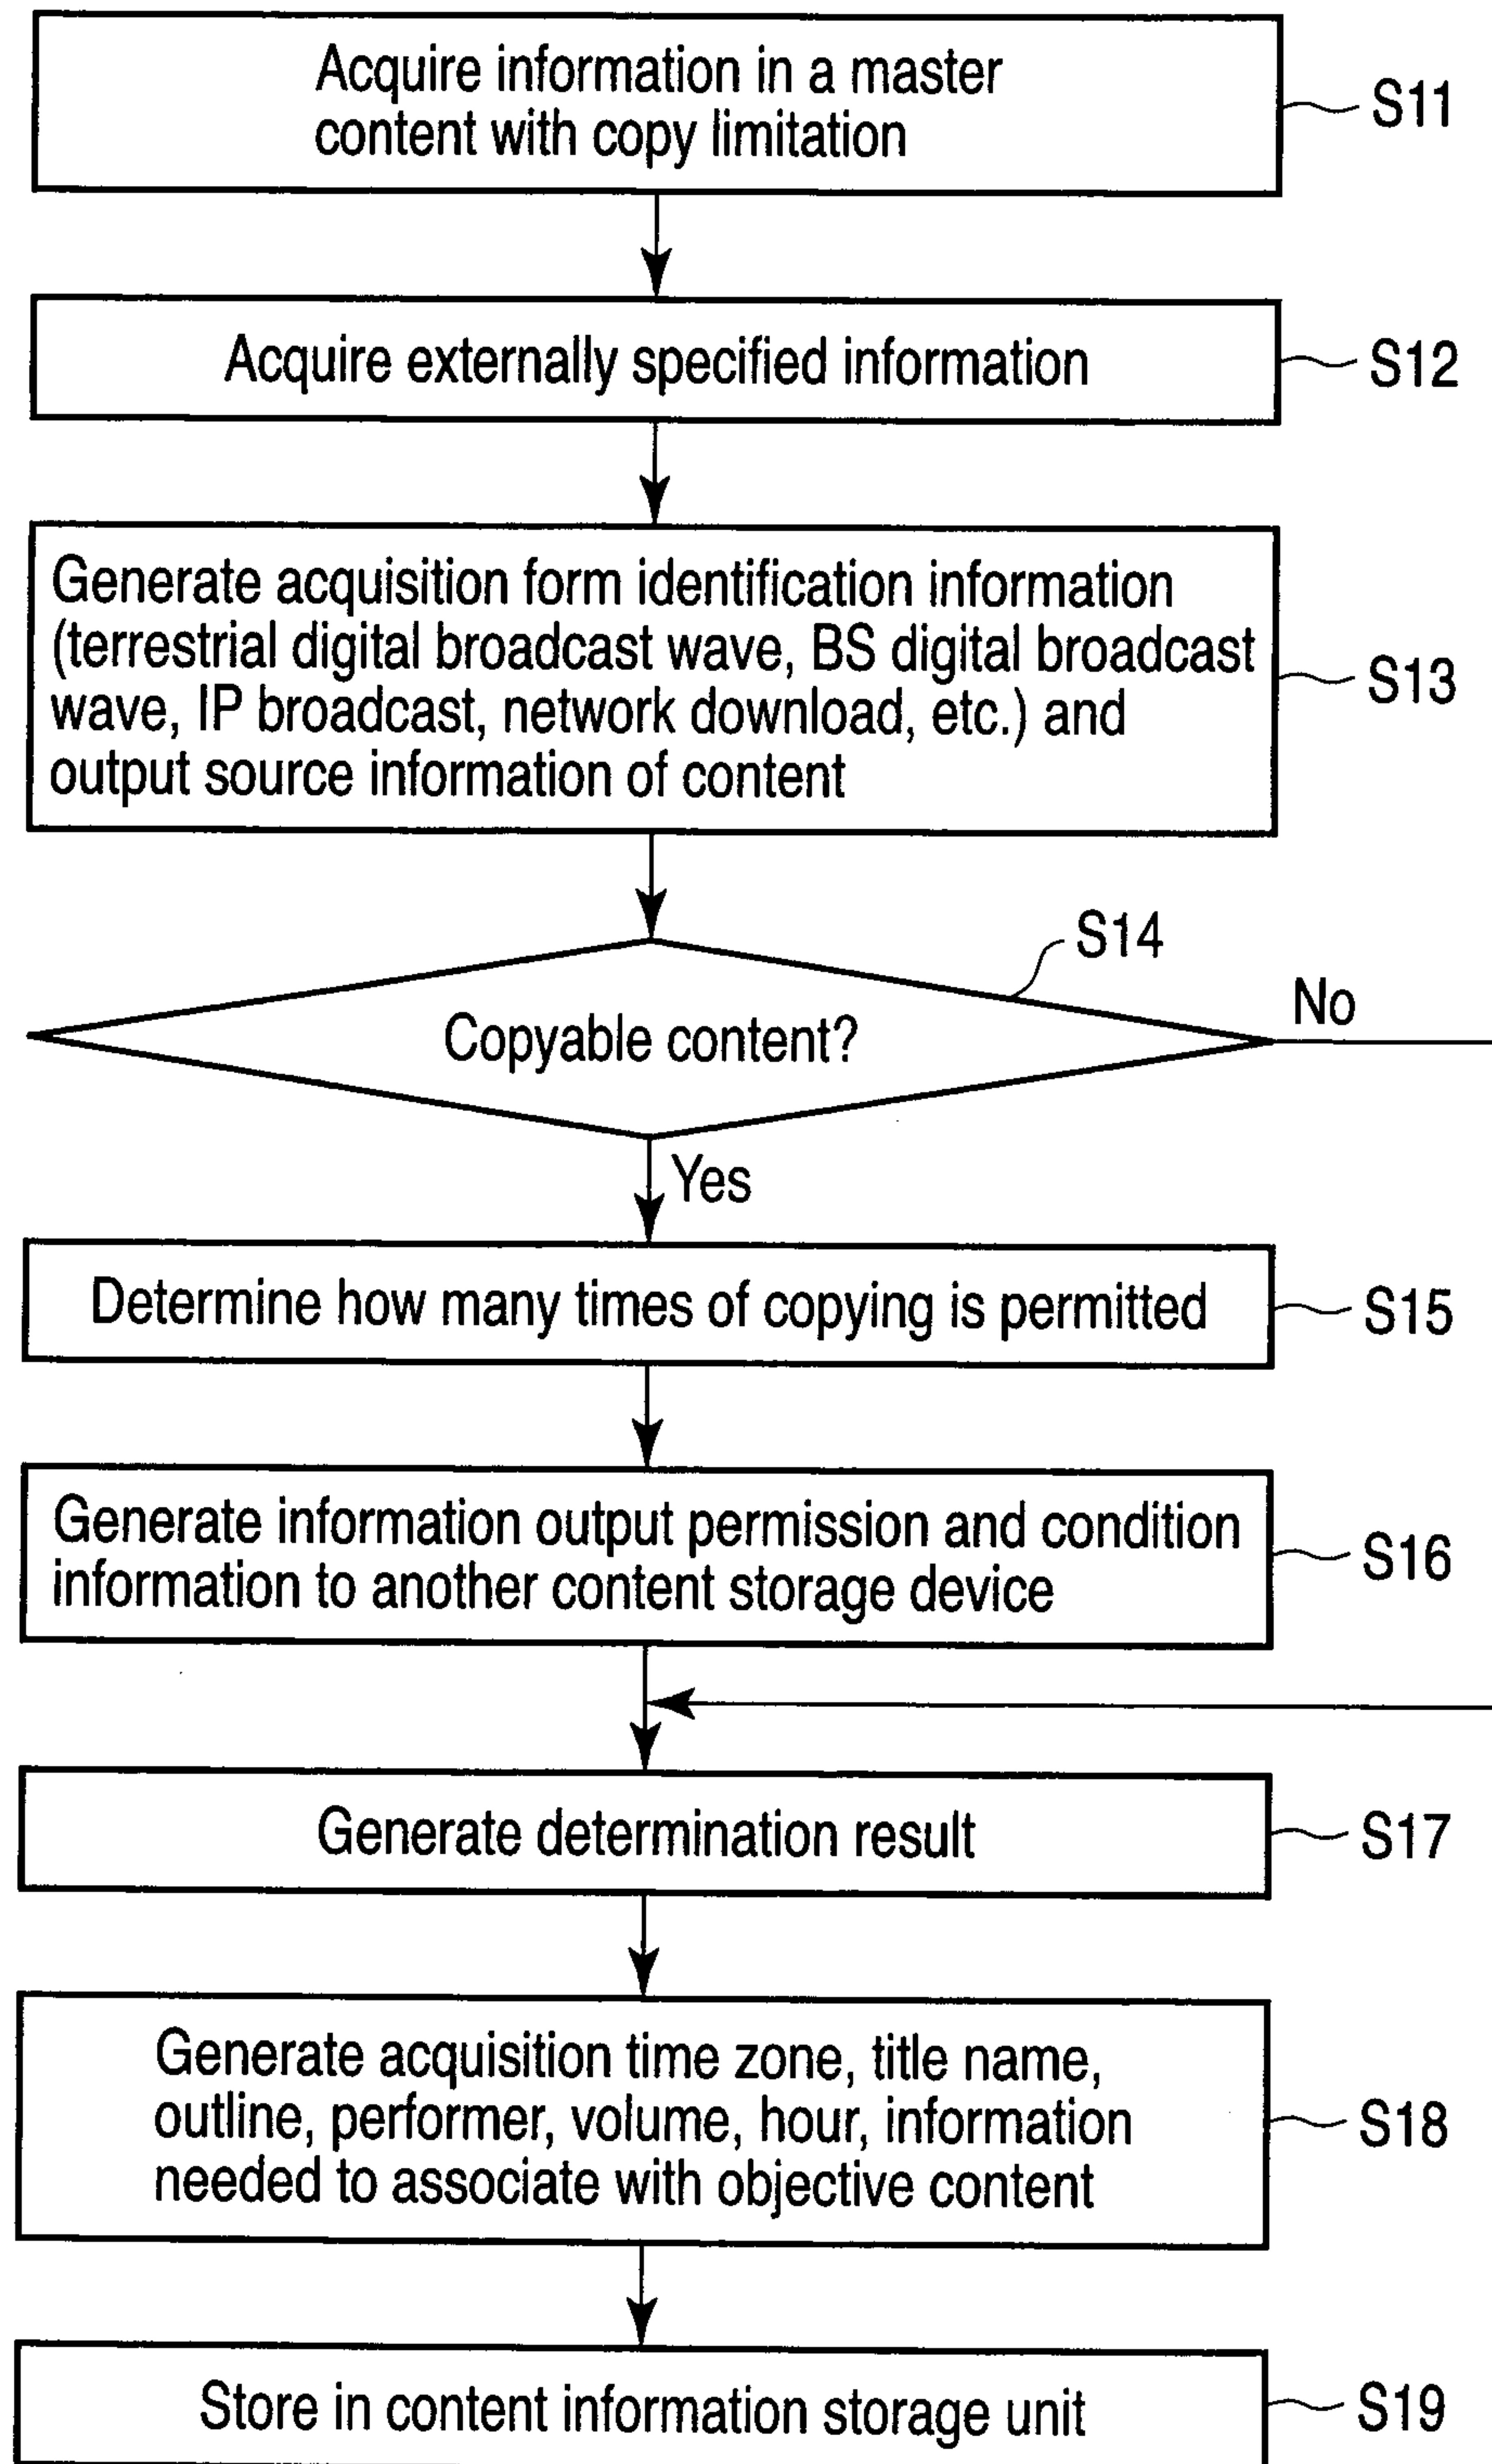 Acquire information in a master
content with copy limitation
S11
Acquire externally specified information
S12
Generate acquisition form identification information
(terrestrial digital broadcast wave, BS digital broadcast
wave, IP broadcast, network download, etc.) and
output source information of content
S13
S14
Copyable content?
No
Yes
Determine how many times of copying is permitted
S15
Generate information output permission and condition
information to another content storage device
S16
Generate determination result
S17
Generate acquisition time zone, title name,
outline, performer, volume, hour, information
needed to associate with objective content
S18
Store in content information storage unit
S19